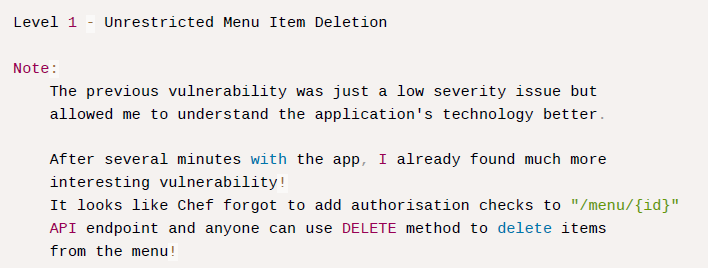 Level 1 - Unrestricted Menu Item Deletion
Note:
The previous vulnerability was just a low severity issue but
allowed me to understand the application's technology better.
After several minutes with the app, I already found much more
interesting vulnerability!
It looks like Chef forgot to add authorisation checks to "/menu/{id}"
API endpoint and anyone can use DELETE method to delete items
from the menu!